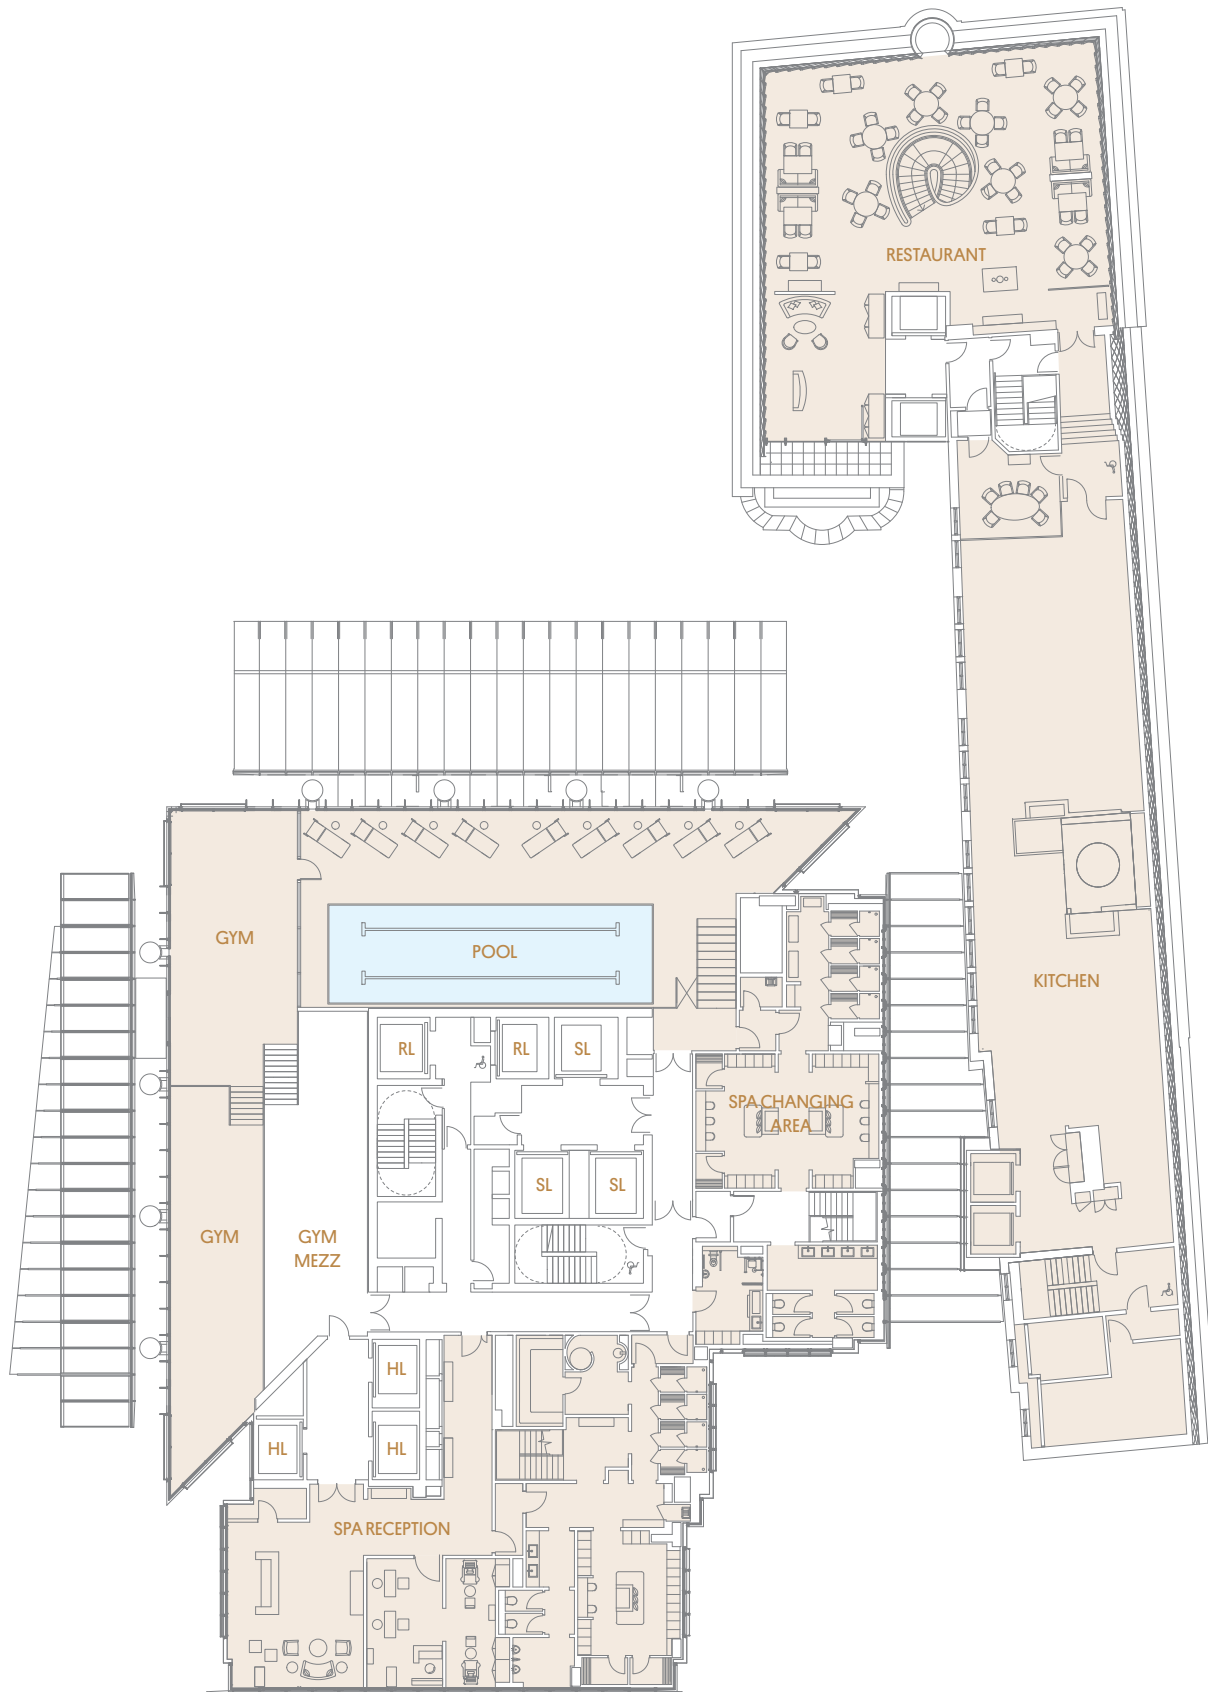 RESTAURANT
GYM
POOL
KITCHEN
RL
RL
SL
SPA CHANGING
AREA
SL
SL
GYM
GYM
MEZZ
HL
HL
HL
SPA RECEPTION